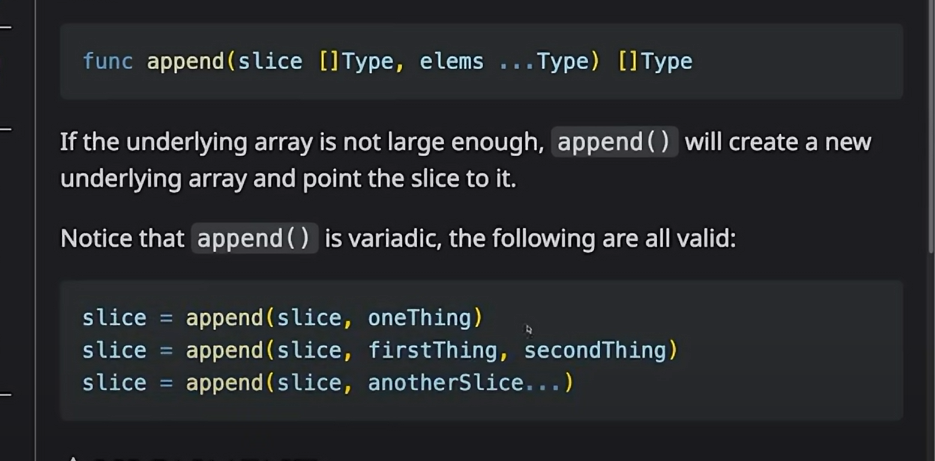 func append(slice []Type, elems ...Type) []Type
If the underlying array is not large enough, append() will create a new
underlying array and point the slice to it.
Notice that append() is variadic, the following are all valid:
slice = append(slice, oneThing)
slice = append(slice, firstThing, secondThing)
slice = append(slice, anotherSlice...)